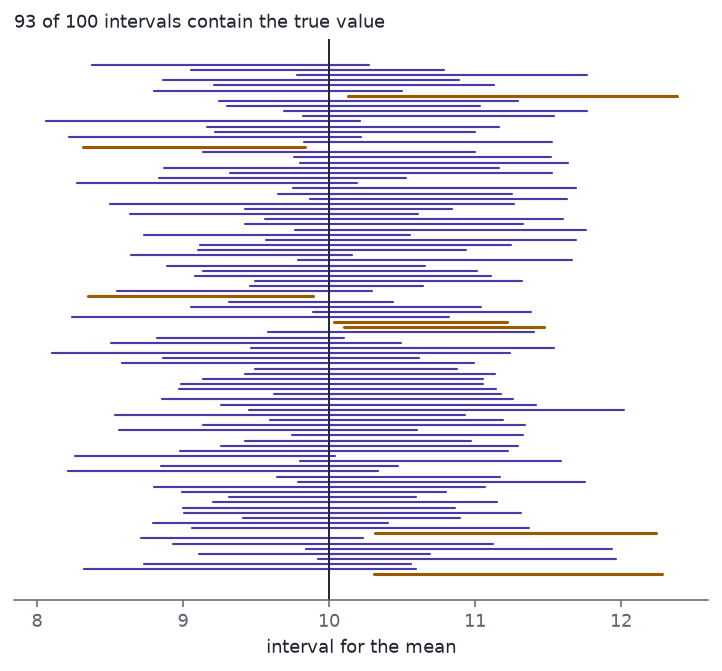 93 of 100 intervals contain the true value
8 9 10 11 12
interval for the mean